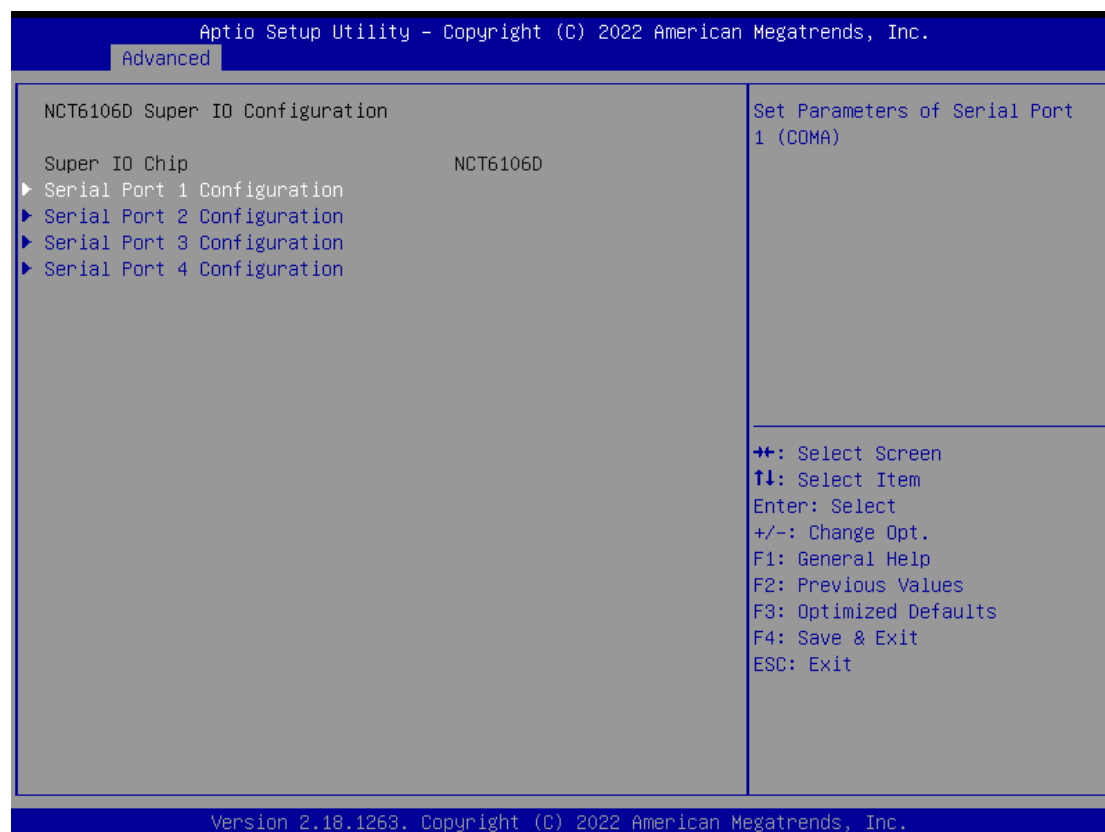 Aptio Setup Utility – Copyright (C) 2022 American Megatrends, Inc.
Advanced
NCT6106D Super IO Configuration
Super IO Chip NCT6106D
Serial Port 1 Configuration
Serial Port 2 Configuration
Serial Port 3 Configuration
Serial Port 4 Configuration
Set Parameters of Serial Port
1 (COMA)
→←: Select Screen
↑↓: Select Item
Enter: Select
+/-: Change Opt.
F1: General Help
F2: Previous Values
F3: Optimized Defaults
F4: Save & Exit
ESC: Exit
Version 2.18.1263. Copyright (C) 2022 American Megatrends, Inc.